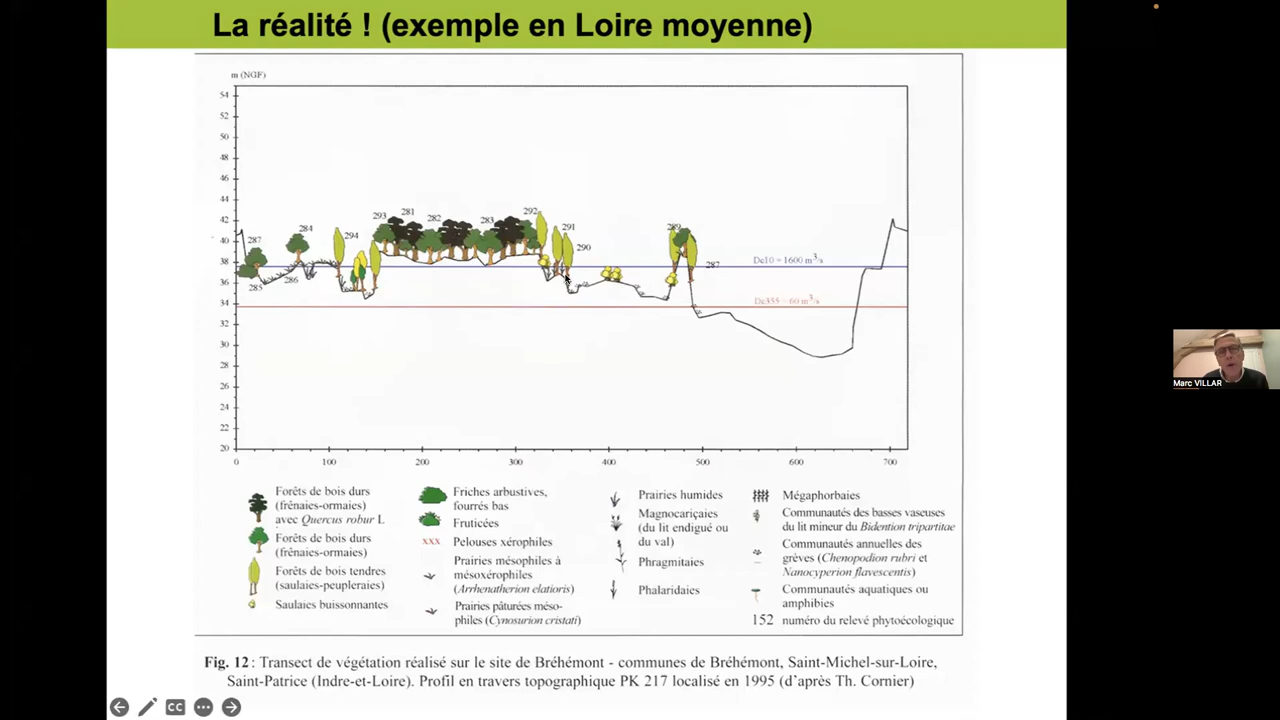 La réalité ! (exemple en Loire moyenne)
m (NGF)
54
52
50
48
46
44
42
40
38
36
34
32
30
28
26
24
22
20
0
100
200
300
400
500
600
700
287
284
285
286
294
293
281
282
283
292
291
290
289
287
Dc10 = 1600 m³/s
Dc355 = 60 m³/s
Forêts de bois durs
(frênaies-ormaies)
avec Quercus robur L
Forêts de bois durs
(frênaies-ormaies)
Forêts de bois tendres
(saulaies-peupleraies)
Saulaies buissonnantes
Friches arbustives,
fourrés bas
Fruticées
xxx Pelouses xérophiles
Prairies mésophiles à
mésoxérophiles
(Arrhenatherion elatioris)
Prairies pâturées méso-
philes (Cynosurion cristati)
Prairies humides
Magnocariçaies
(du lit endigué ou
du val)
Phragmitaies
Phalaridaies
Mégaphorbaies
Communautés des basses vaseuses
du lit mineur du Bidention tripartitae
Communautés annuelles des
grèves (Chenopodion rubri et
Nanocyperion flavescentis)
Communautés aquatiques ou
amphibies
152 numéro du relevé phytoécologique
Fig. 12 : Transect de végétation réalisé sur le site de Bréhémont - communes de Bréhémont, Saint-Michel-sur-Loire,
Saint-Patrice (Indre-et-Loire). Profil en travers topographique PK 217 localisé en 1995 (d'après Th. Cornier)
CC
Marc VILLAR